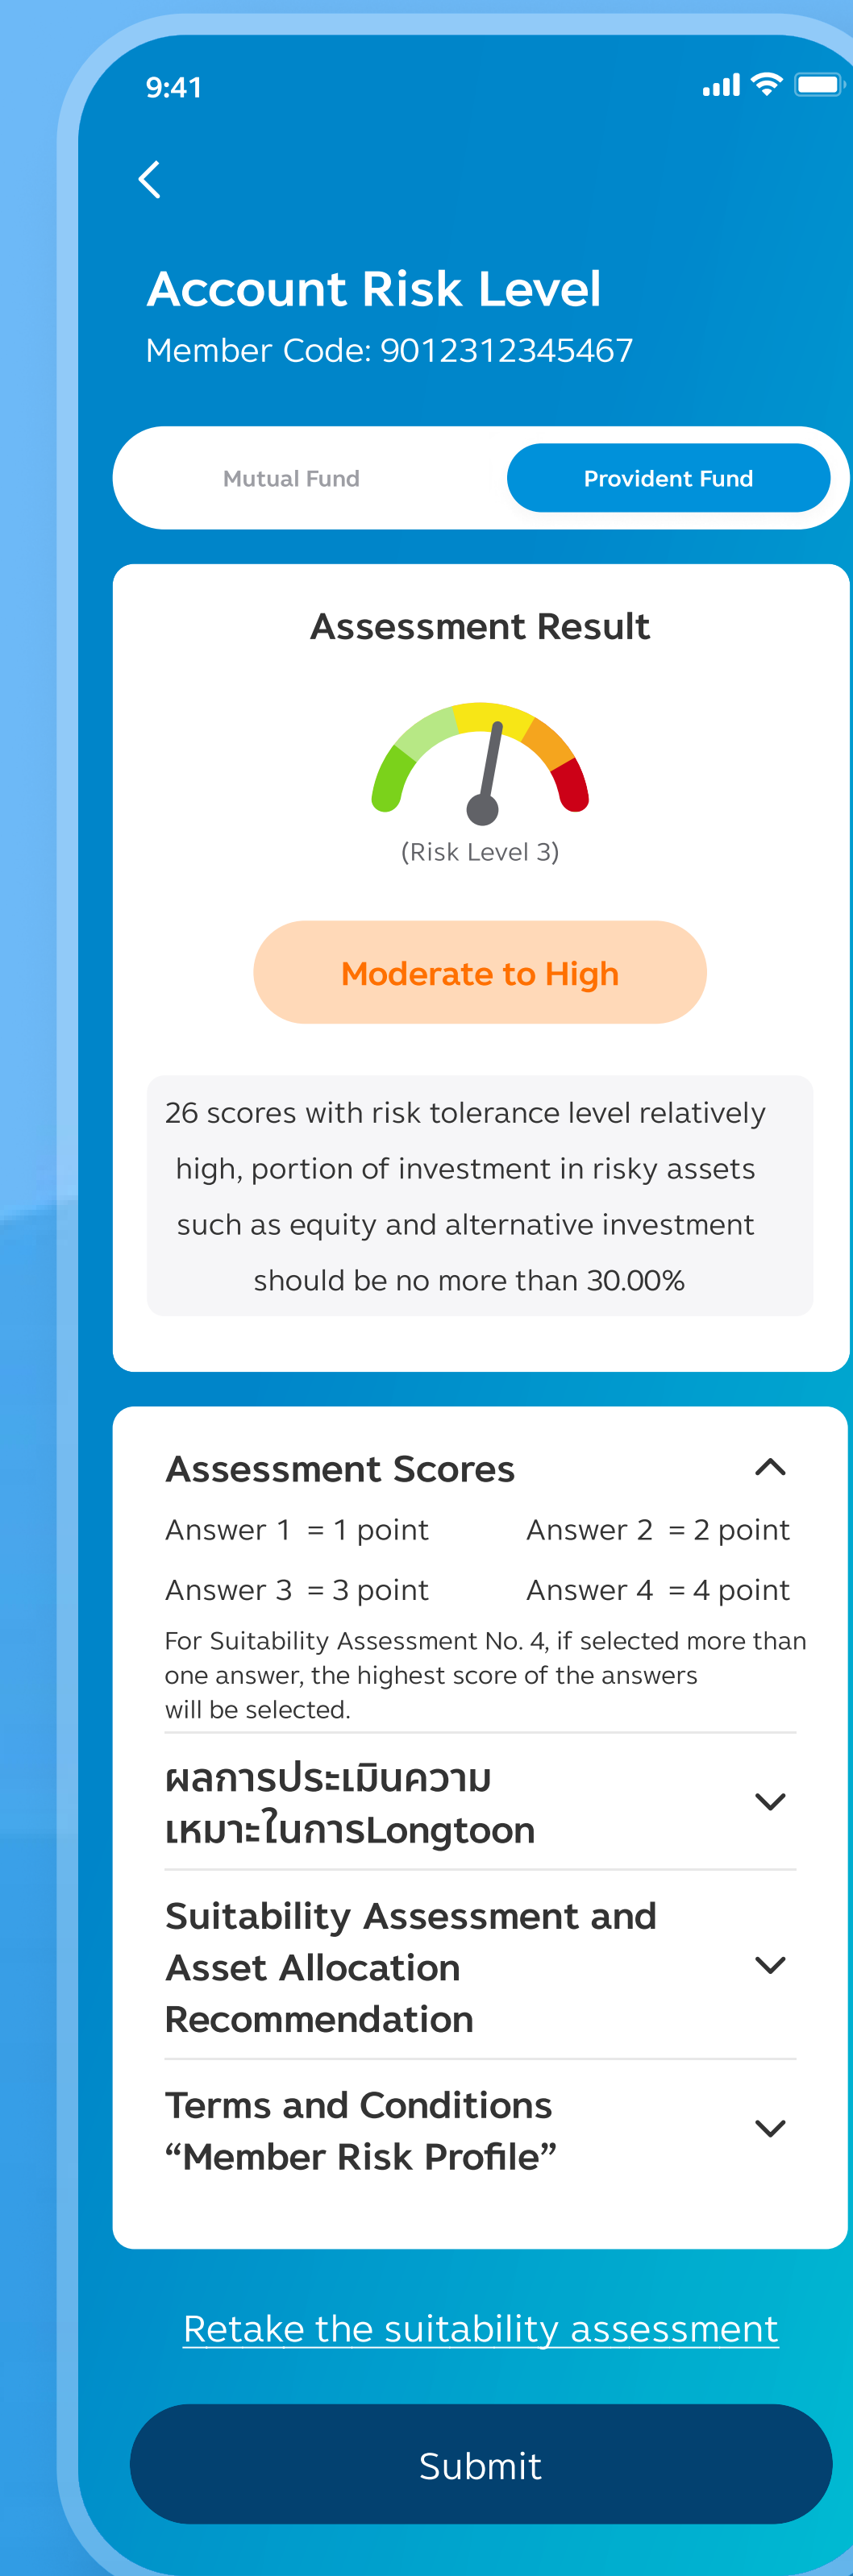 9:41
Account Risk Level
Member Code: 9012312345467
Mutual Fund
Provident Fund
Assessment Result
(Risk Level 3)
Moderate to High
26 scores with risk tolerance level relatively
high, portion of investment in risky assets
such as equity and alternative investment
should be no more than 30.00%
Assessment Scores
Answer 1 = 1 point
Answer 2 = 2 point
Answer 3 = 3 point
Answer 4 = 4 point
For Suitability Assessment No. 4, if selected more than
one answer, the highest score of the answers
will be selected.
ผลการประเมินความ
เหมาะในการLongtoon
Suitability Assessment and
Asset Allocation
Recommendation
Terms and Conditions
“Member Risk Profile”
Retake the suitability assessment
Submit